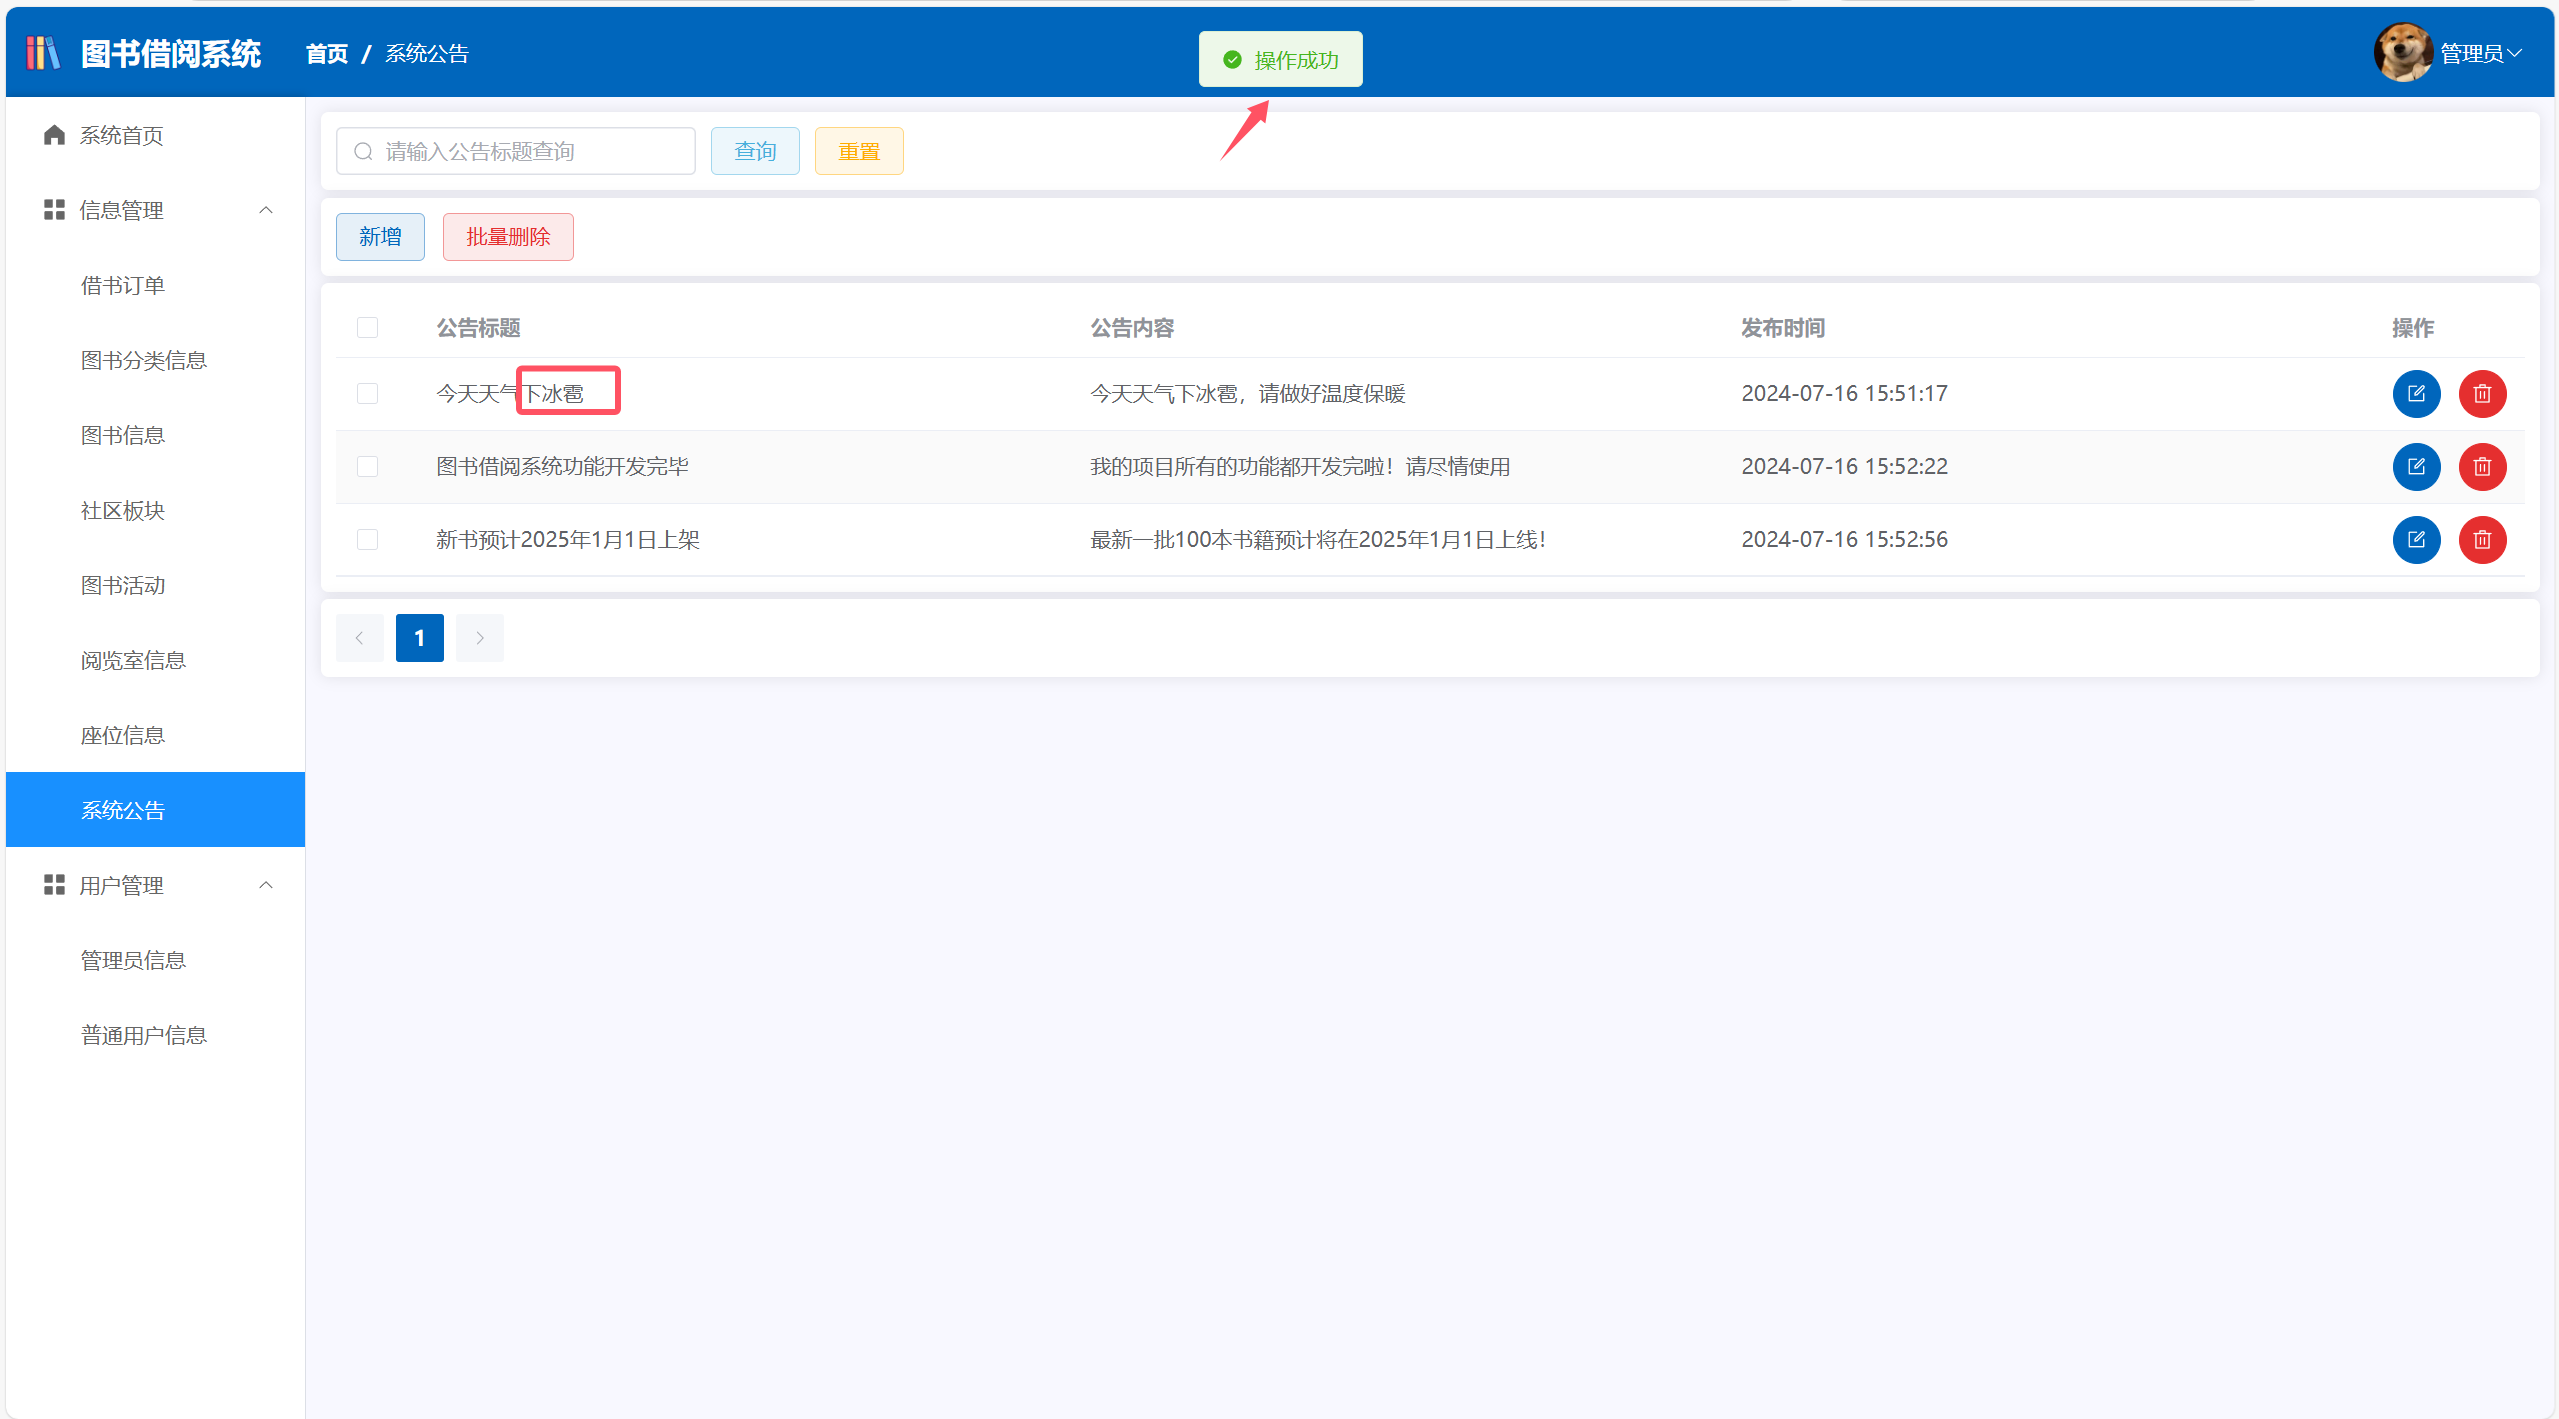 图书借阅系统
首页 / 系统公告
操作成功
管理员
系统首页
信息管理
借书订单
图书分类信息
图书信息
社区板块
图书活动
阅览室信息
座位信息
系统公告
用户管理
管理员信息
普通用户信息
请输入公告标题查询 查询 重置
新增 批量删除
公告标题 公告内容 发布时间 操作
今天天气下冰雹 今天天气下冰雹，请做好温度保暖 2024-07-16 15:51:17
图书借阅系统功能开发完毕 我的项目所有的功能都开发完啦！请尽情使用 2024-07-16 15:52:22
新书预计2025年1月1日上架 最新一批100本书籍预计将在2025年1月1日上线！ 2024-07-16 15:52:56
1